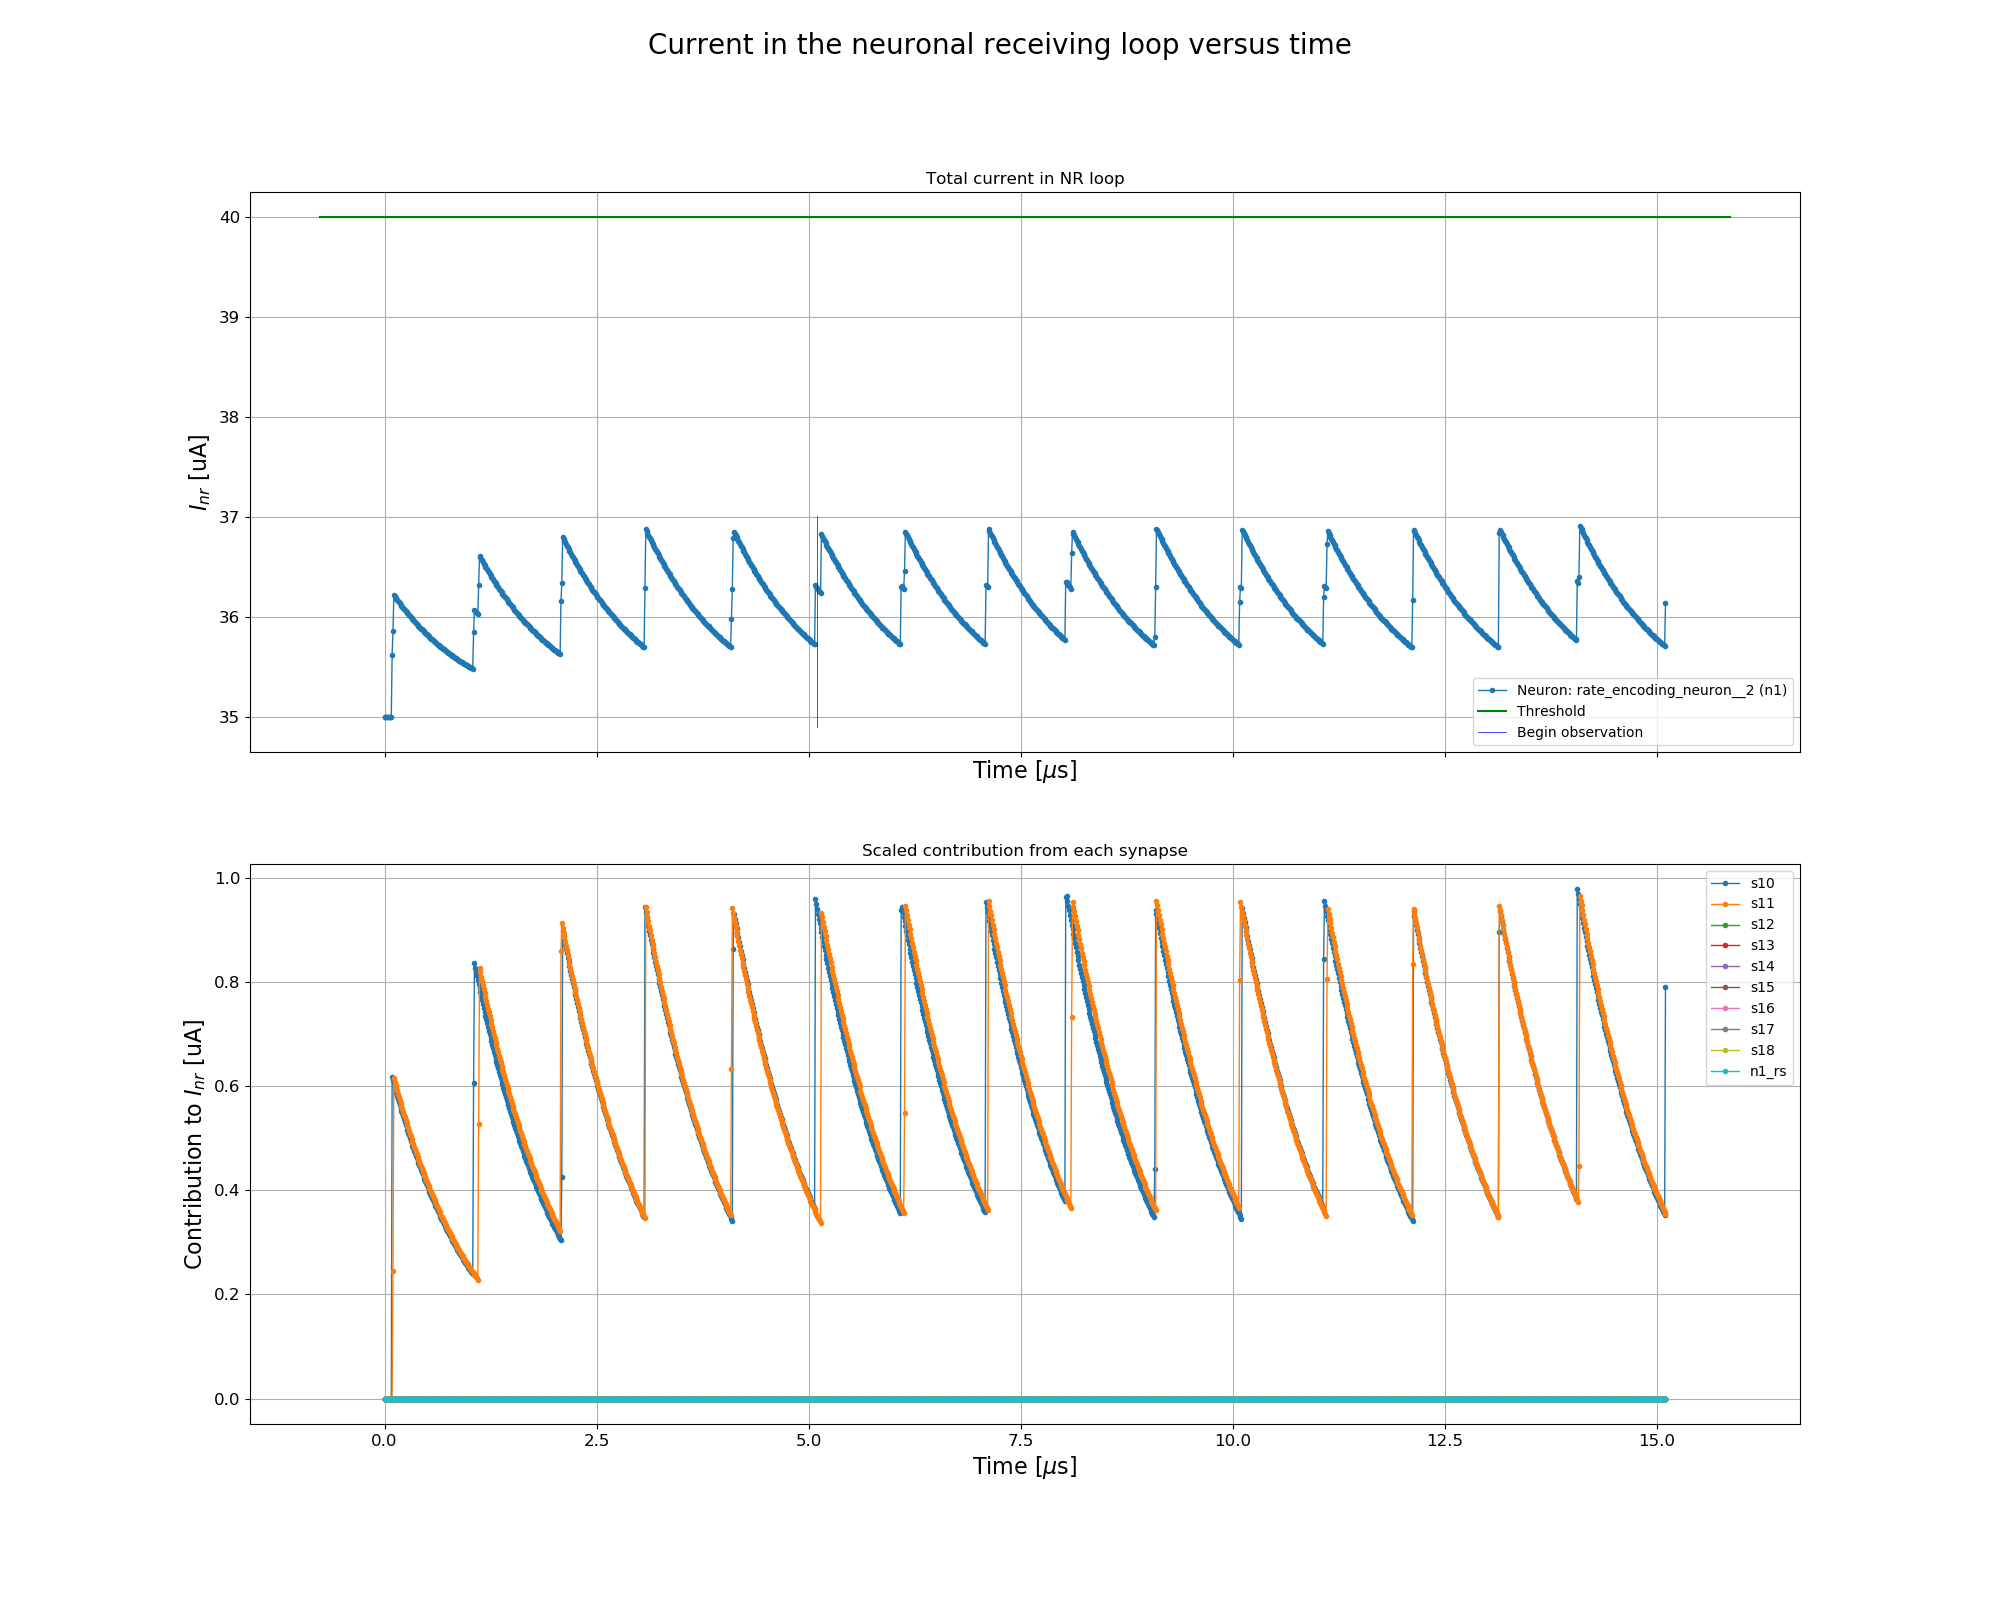 Current in the neuronal receiving loop versus time
Total current in NR loop
40
39
38
37
36
35
I_nr [uA]
Neuron: rate_encoding_neuron__2 (n1)
Threshold
Begin observation
Time [μs]
Scaled contribution from each synapse
1.0
0.8
0.6
0.4
0.2
0.0
Contribution to I_nr [uA]
s10
s11
s12
s13
s14
s15
s16
s17
s18
n1_rs
0.0 2.5 5.0 7.5 10.0 12.5 15.0
Time [μs]